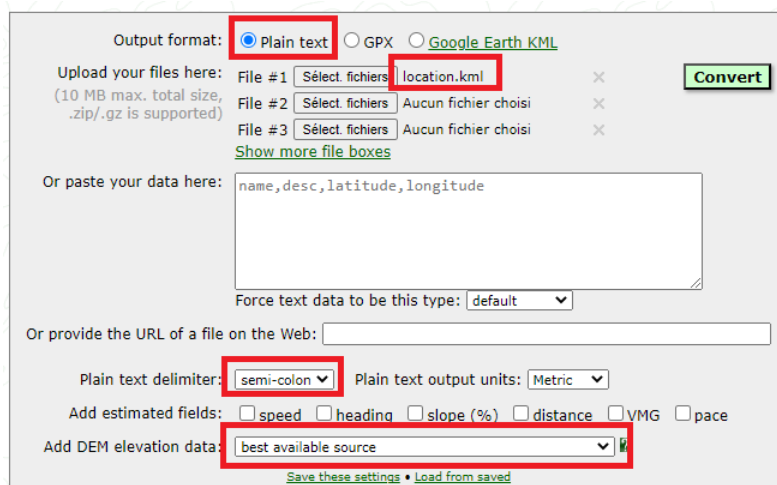 Output format: Plain text GPX Google Earth KML
Upload your files here: File #1 Sélect. fichiers location.kml Convert
(10 MB max. total size, File #2 Sélect. fichiers Aucun fichier choisi
.zip/.gz is supported) File #3 Sélect. fichiers Aucun fichier choisi
Show more file boxes
Or paste your data here: name,desc,latitude,longitude
Force text data to be this type: default
Or provide the URL of a file on the Web:
Plain text delimiter: semi-colon Plain text output units: Metric
Add estimated fields: speed heading slope (%) distance VMG pace
Add DEM elevation data: best available source
Save these settings • Load from saved